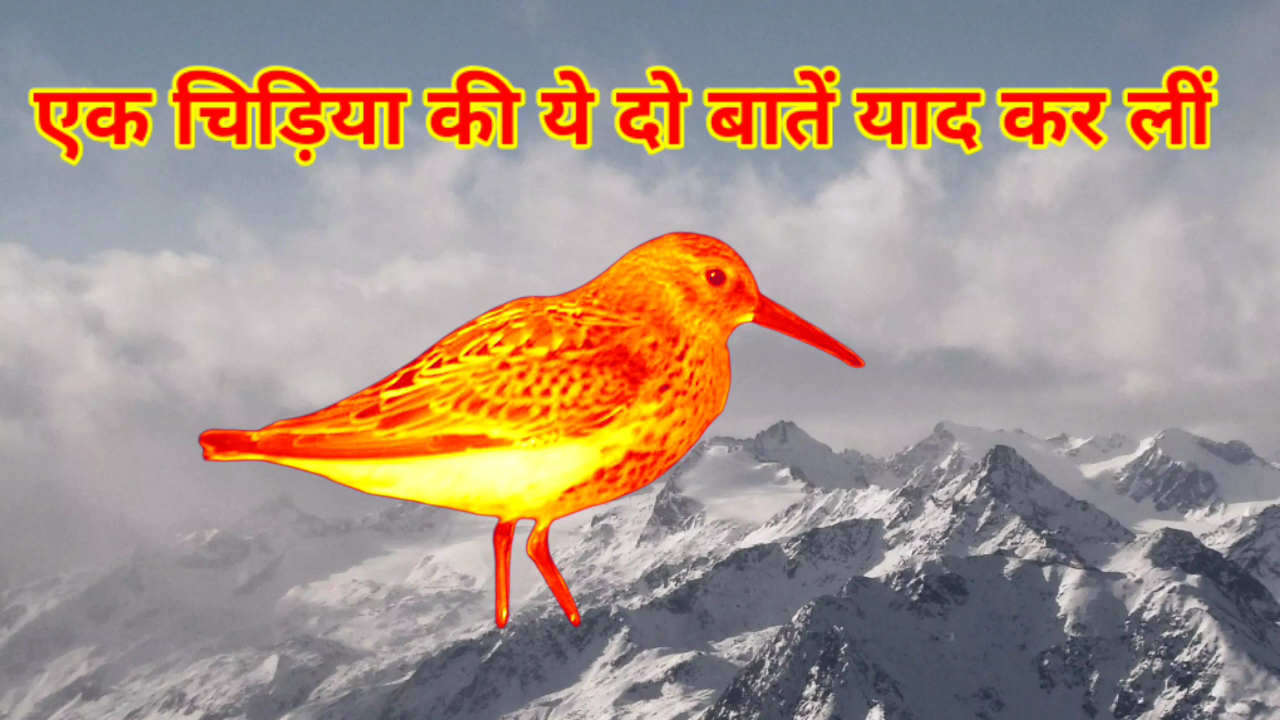 एक चिड़िया की ये दो बातें याद कर लीं